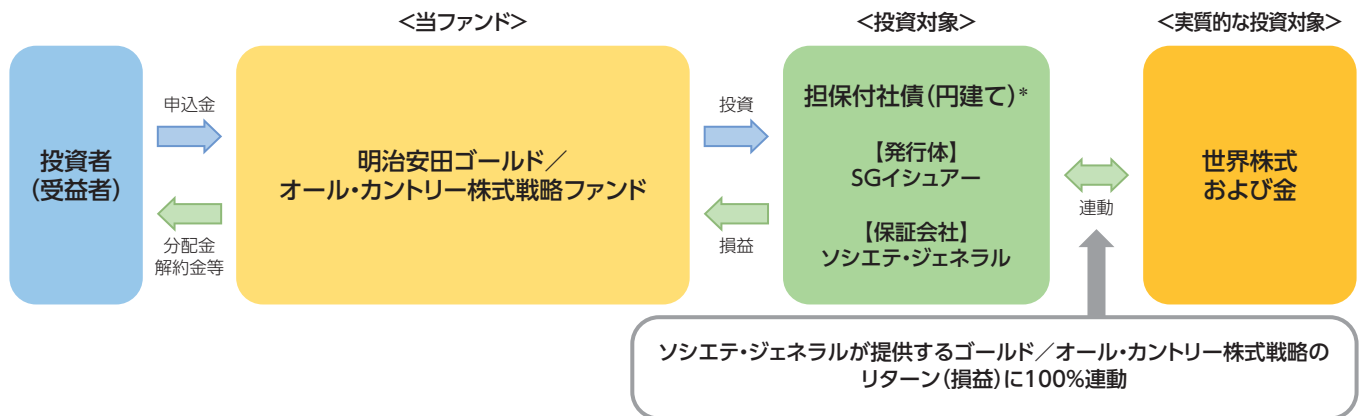 <当ファンド>
<投資対象>
<実質的な投資対象>
投資者
(受益者)
申込金
分配金
解約金等
明治安田ゴールド/
オール・カントリー株式戦略ファンド
投資
損益
担保付社債(円建て)*
【発行体】
SGイシュアー
【保証会社】
ソシエテ・ジェネラル
連動
世界株式
および金
ソシエテ・ジェネラルが提供するゴールド/オール・カントリー株式戦略の
リターン(損益)に100%連動